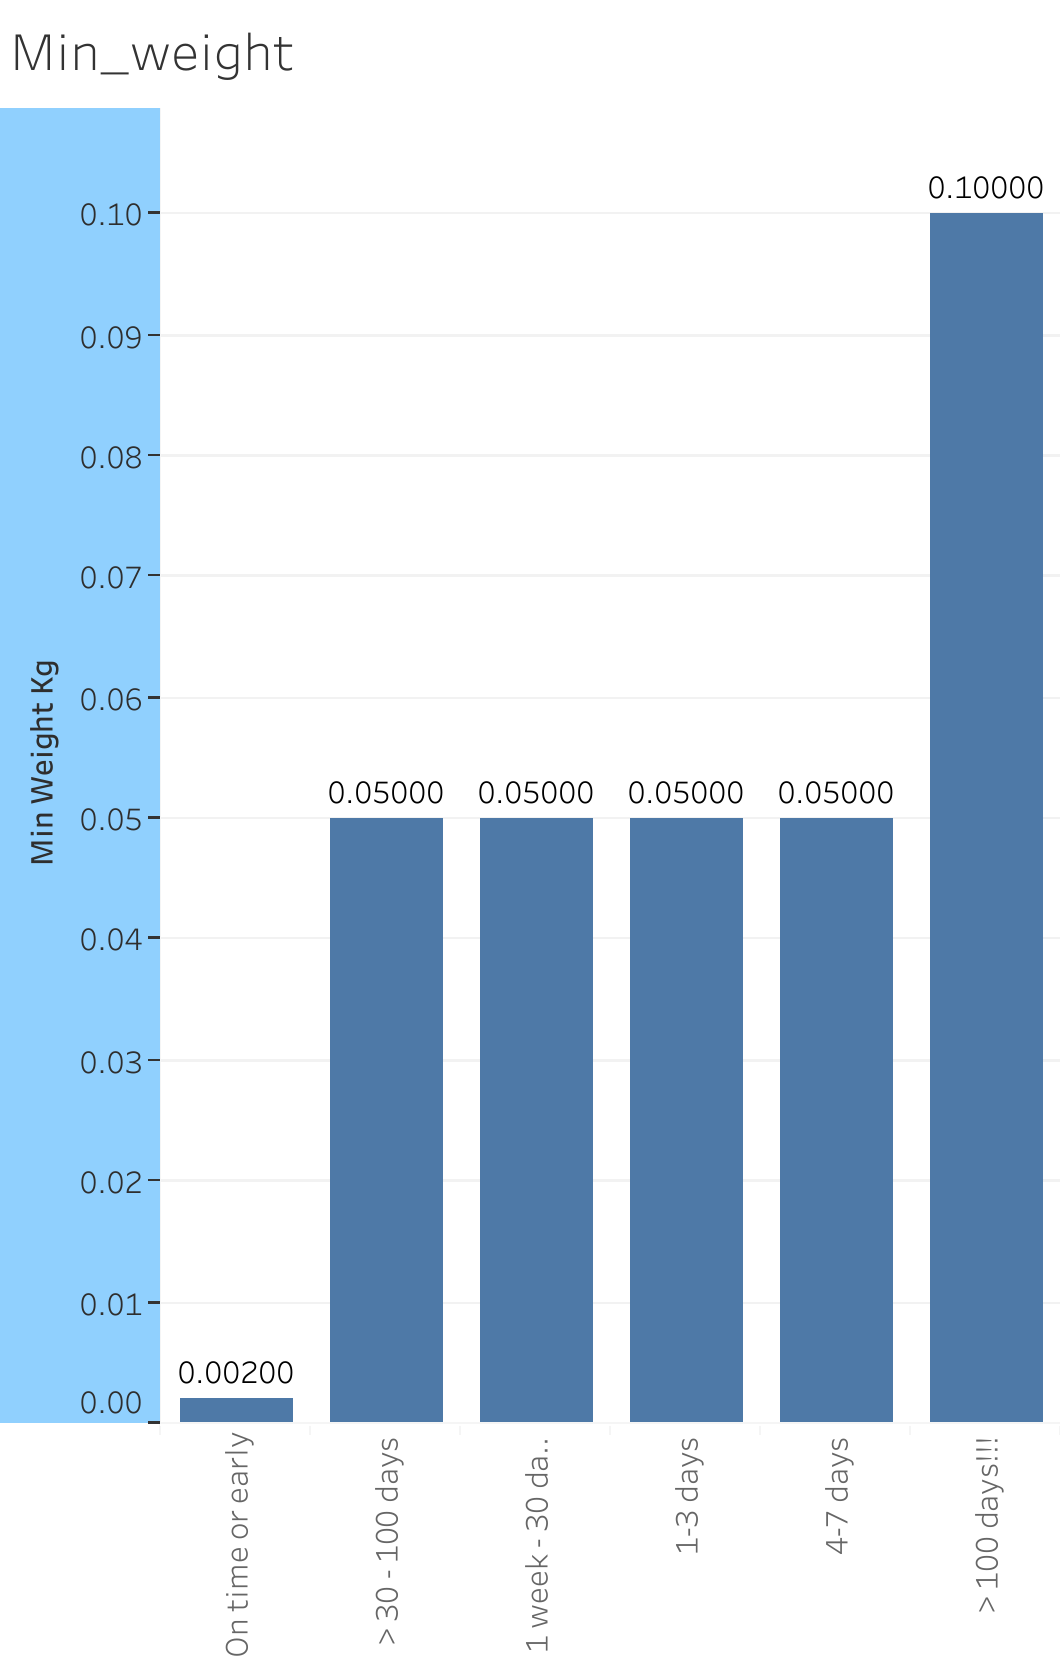 Min_weight
Min Weight Kg
0.10
0.09
0.08
0.07
0.06
0.05
0.04
0.03
0.02
0.01
0.00
0.00200
0.05000
0.05000
0.05000
0.05000
0.10000
On time or early
> 30 - 100 days
1 week - 30 da..
1-3 days
4-7 days
> 100 days!!!